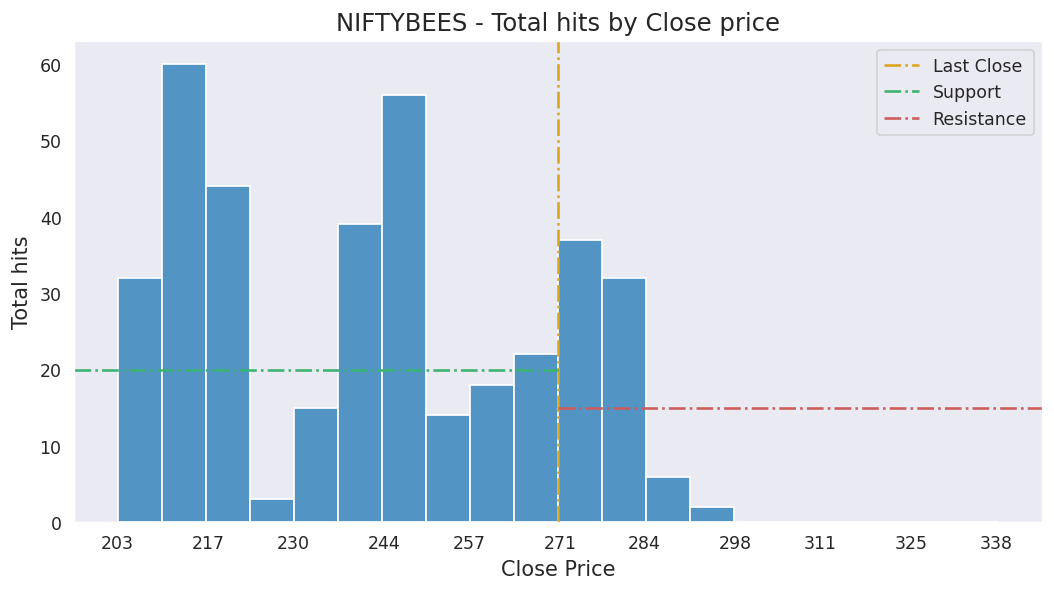 NIFTYBEES - Total hits by Close price
Last Close
Support
Resistance
Total hits
60
50
40
30
20
10
0
203 217 230 244 257 271 284 298 311 325 338
Close Price